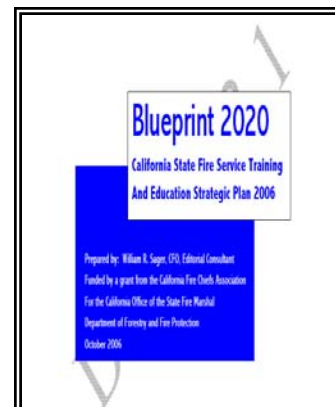 Blueprint 2020
California State Fire Service Training
And Education Strategic Plan 2006
Prepared by: William R. Sager, CFO, Editorial Consultant
Funded by a grant from the California Fire Chiefs Association
For the California Office of the State Fire Marshal
Department of Forestry and Fire Protection
October 2006